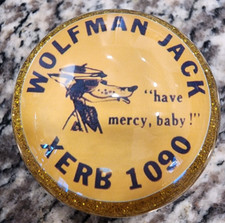 WOLFMAN JACK
"have
mercy, baby!"
XERB 1090